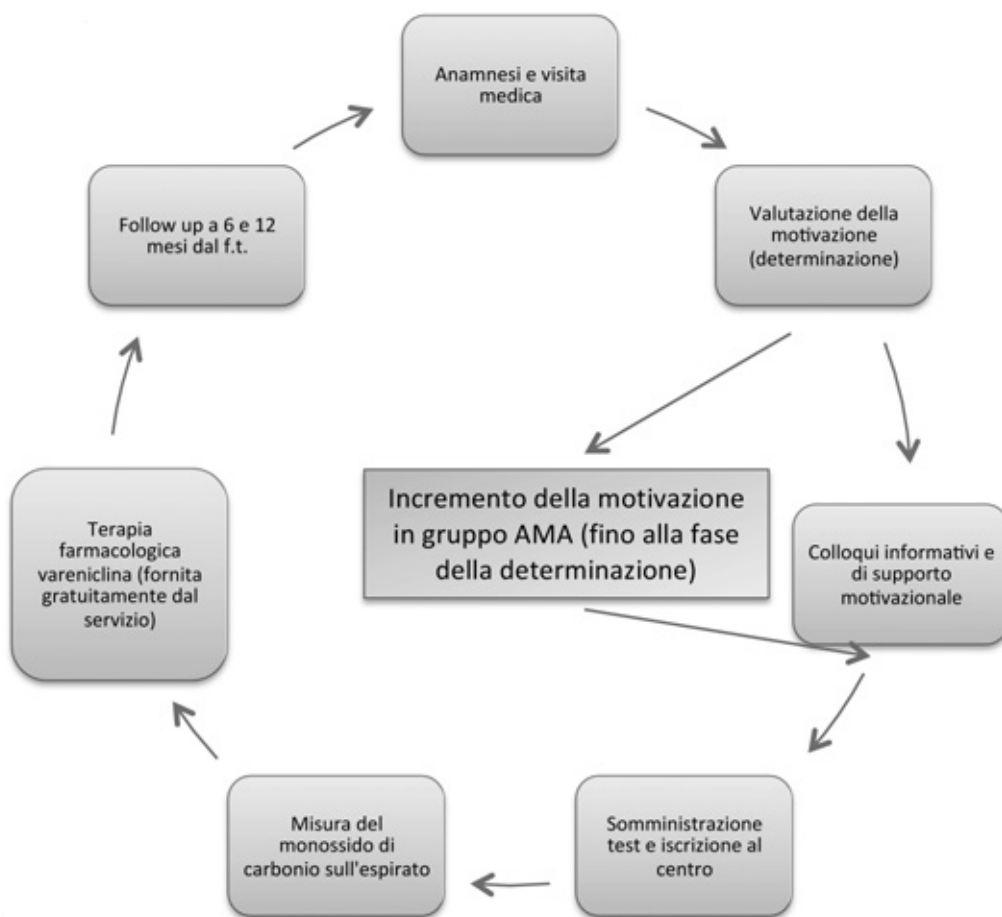 Anamnesi e visita
medica
Valutazione della
motivazione
(determinazione)
Incremento della motivazione
in gruppo AMA (fino alla fase
della determinazione)
Colloqui informativi e
di supporto
motivazionale
Somministrazione
test e iscrizione al
centro
Misura del
monossido di
carbonio sull'espirato
Terapia
farmacologica
vareniclina (fornita
gratuitamente dal
servizio)
Follow up a 6 e 12
mesi dal f.t.